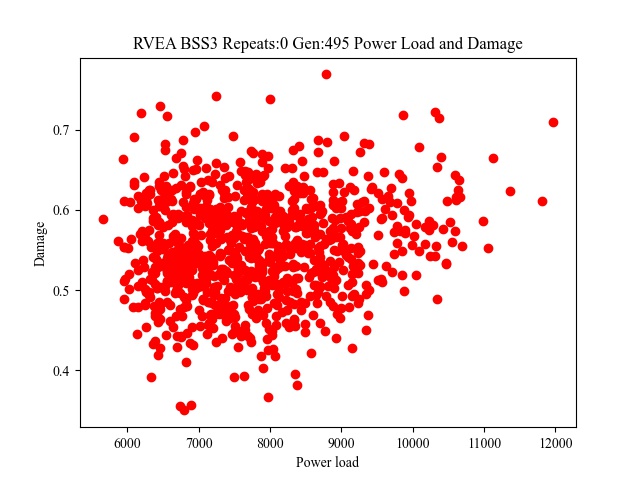 RVEA BSS3 Repeats:0 Gen:495 Power Load and Damage
Damage
0.7
0.6
0.5
0.4
6000 7000 8000 9000 10000 11000 12000
Power load